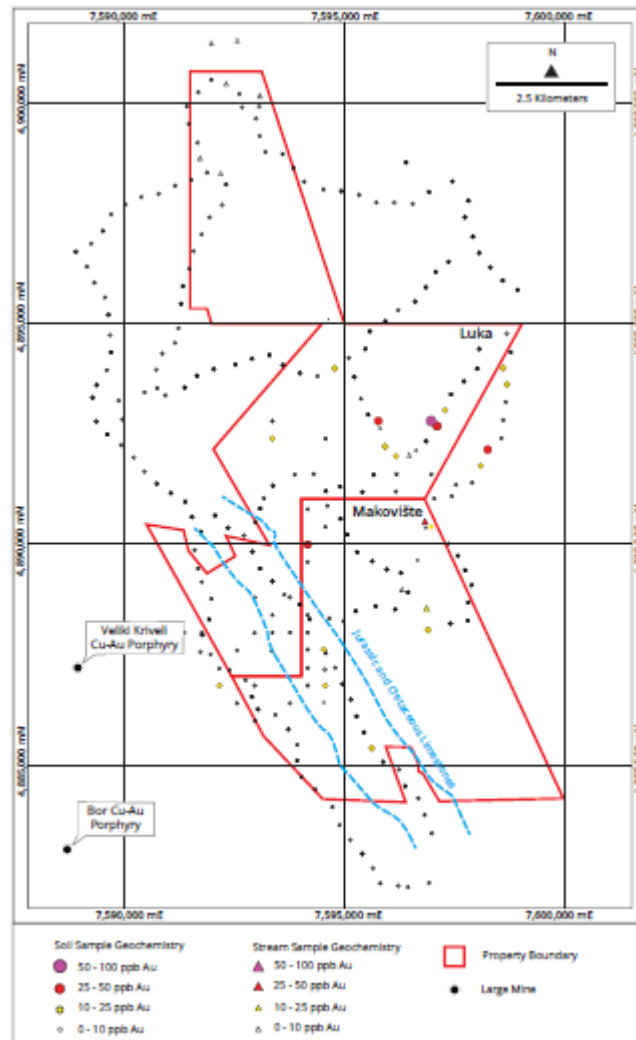 7,590,000 mE 7,595,000 mE 7,600,000 mE
N
2.5 Kilometers
4,900,000 mN
4,895,000 mN
Luka
Makovište
4,890,000 mN
Veliki Krivelj
Cu-Au Porphyry
Jurassic and Cretaceous Limestones
4,885,000 mN
Bor Cu-Au
Porphyry
7,590,000 mE 7,595,000 mE 7,600,000 mE
Soil Sample Geochemistry
50 - 100 ppb Au
25 - 50 ppb Au
10 - 25 ppb Au
0 - 10 ppb Au
Stream Sample Geochemistry
50 - 100 ppb Au
25 - 50 ppb Au
10 - 25 ppb Au
0 - 10 ppb Au
Property Boundary
Large Mine